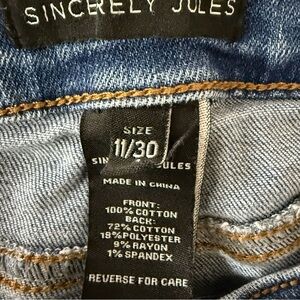 SINCERELY JULES
SIZE
11/30
SIN ULES
MADE IN CHINA
FRONT:
100% COTTON
BACK:
72% COTTON
18%POLYESTER
9% RAYON
1% SPANDEX
REVERSE FOR CARE